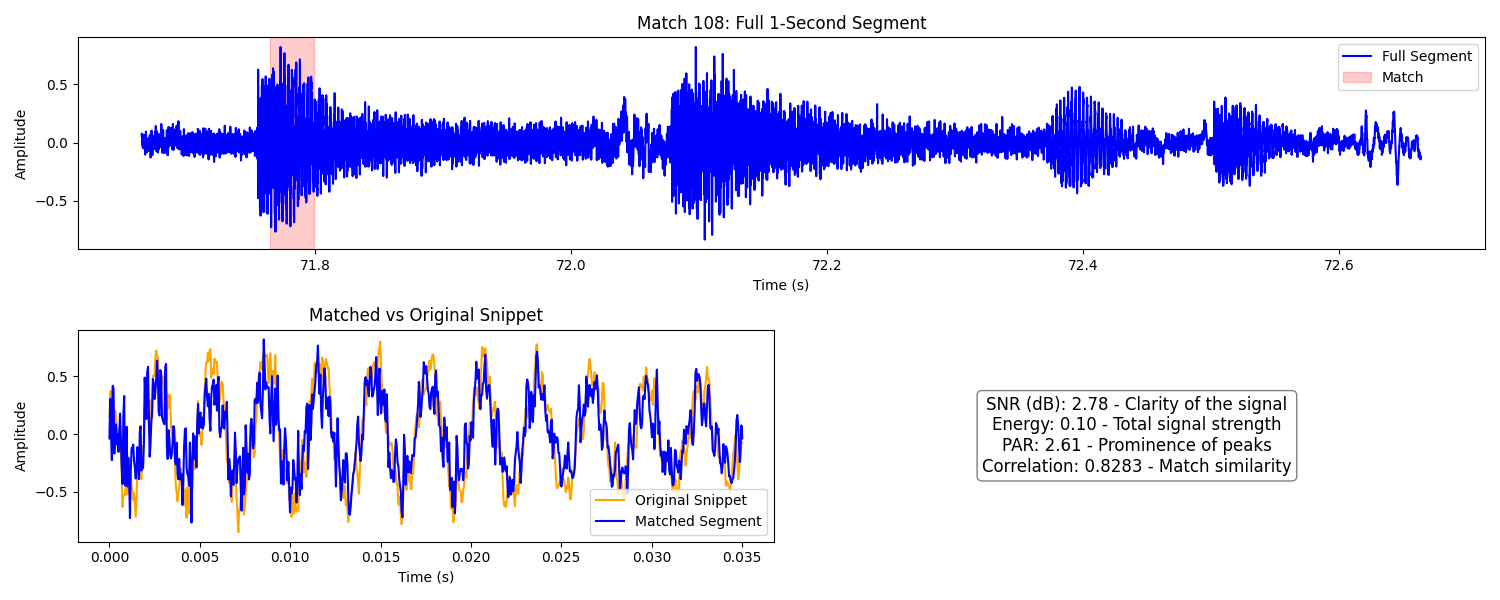 Match 108: Full 1-Second Segment
Amplitude
0.5
0.0
−0.5
Full Segment
Match
71.8
72.0
72.2
72.4
72.6
Time (s)
Matched vs Original Snippet
Amplitude
0.5
0.0
−0.5
Original Snippet
Matched Segment
0.000
0.005
0.010
0.015
0.020
0.025
0.030
0.035
Time (s)
SNR (dB): 2.78 - Clarity of the signal
Energy: 0.10 - Total signal strength
PAR: 2.61 - Prominence of peaks
Correlation: 0.8283 - Match similarity